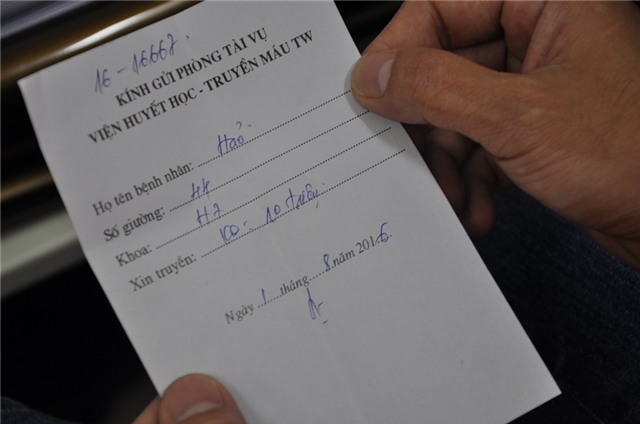 16-16667.
KÍNH GỬI PHÒNG TÀI VỤ
VIỆN HUYẾT HỌC - TRUYỀN MÁU TW
Họ tên bệnh nhân: Hảo
Số giường: 44
Khoa: H7
Xin truyền: 10 triệu
Ngày 1 tháng 8 năm 2016